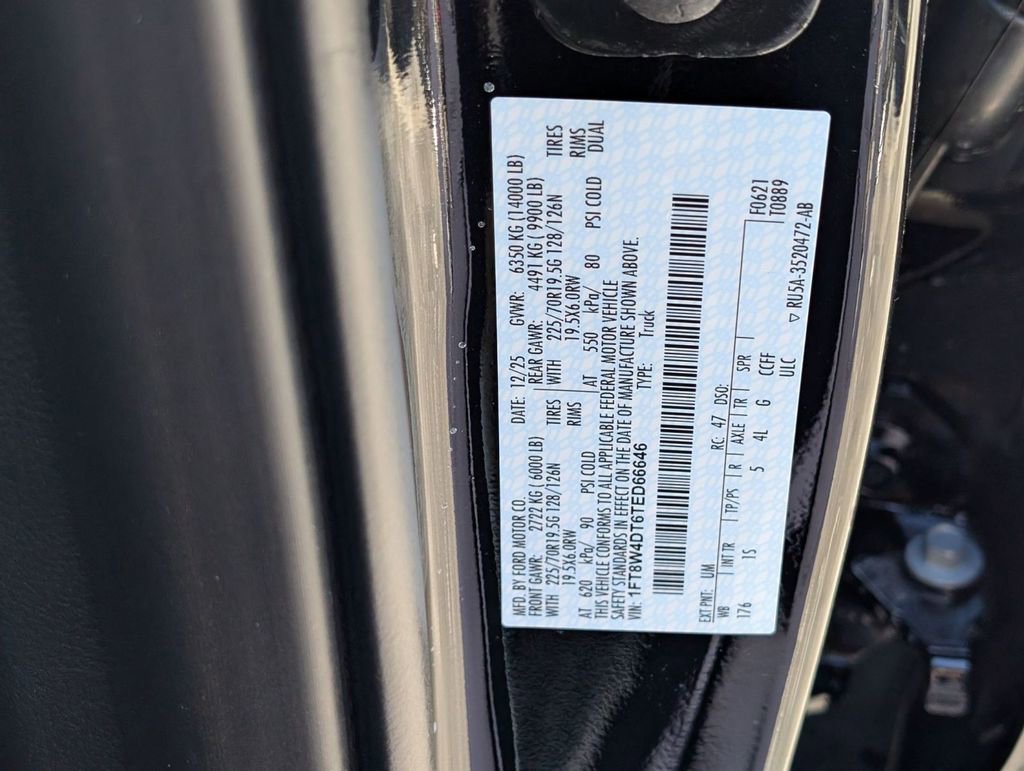 MFD. BY FORD MOTOR CO. DATE: 12/25 GVWR: 6350 KG (14000 LB)
FRONT GAWR: 2722 KG ( 6000 LB) REAR GAWR: 4491 KG ( 9900 LB)
WITH 225/70R19.5G 128/126N TIRES WITH 225/70R19.5G 128/126N TIRES
19.5X6.0RW RIMS 19.5X6.0RW RIMS
AT 620 kPa/ 90 PSI COLD AT 550 kPa/ 80 PSI COLD DUAL
THIS VEHICLE CONFORMS TO ALL APPLICABLE FEDERAL MOTOR VEHICLE
SAFETY STANDARDS IN EFFECT ON THE DATE OF MANUFACTURE SHOWN ABOVE.
VIN: 1FT8W4DT6TED66646 TYPE: Truck
EXT PNT: UM RC: 47 DSO: F0621
WB INT TR TP/PS R AXLE TR SPR T0889
176 1S 5 4L G CCFF
ULC ▽ RU5A-3520472-AB